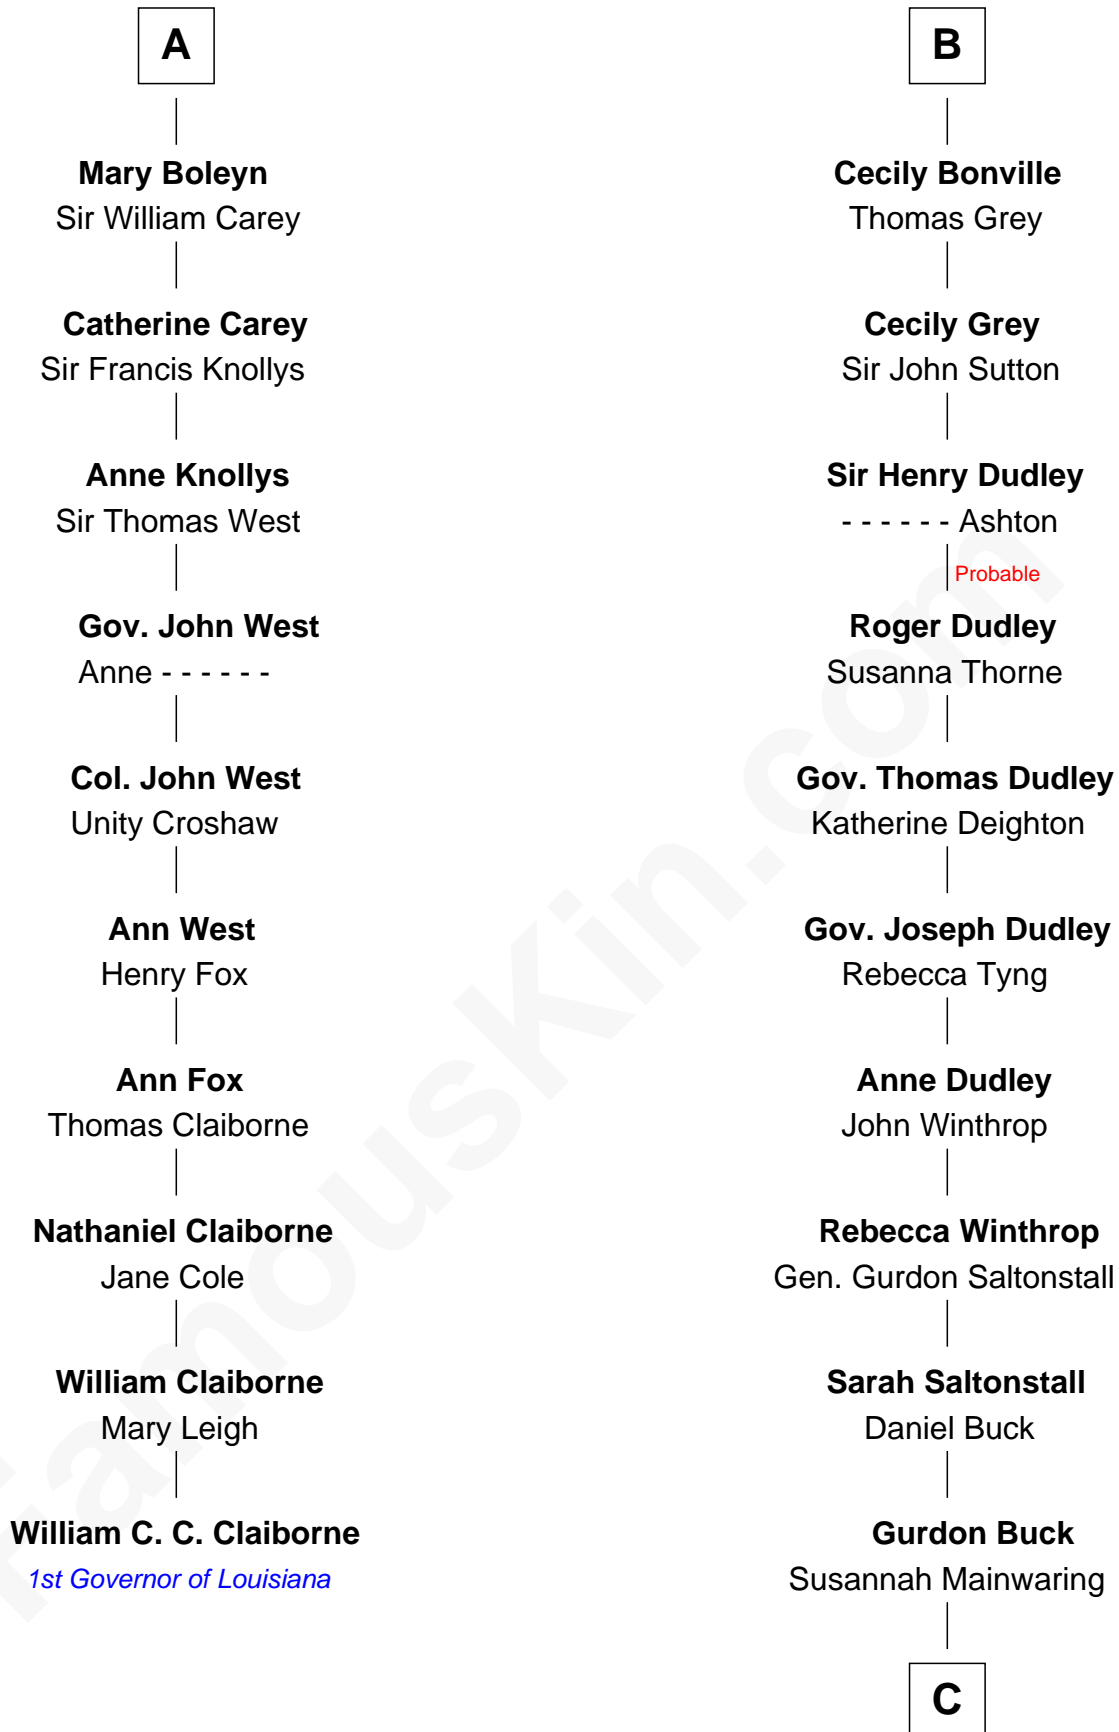 A
Mary Boleyn
Sir William Carey
Catherine Carey
Sir Francis Knollys
Anne Knollys
Sir Thomas West
Gov. John West
Anne - - - - - -
Col. John West
Unity Croshaw
Ann West
Henry Fox
Ann Fox
Thomas Claiborne
Nathaniel Claiborne
Jane Cole
William Claiborne
Mary Leigh
William C. C. Claiborne
1st Governor of Louisiana
B
Cecily Bonville
Thomas Grey
Cecily Grey
Sir John Sutton
Sir Henry Dudley
- - - - - - Ashton
Probable
Roger Dudley
Susanna Thorne
Gov. Thomas Dudley
Katherine Deighton
Gov. Joseph Dudley
Rebecca Tyng
Anne Dudley
John Winthrop
Rebecca Winthrop
Gen. Gurdon Saltonstall
Sarah Saltonstall
Daniel Buck
Gurdon Buck
Susannah Mainwaring
C
FamousKin.com